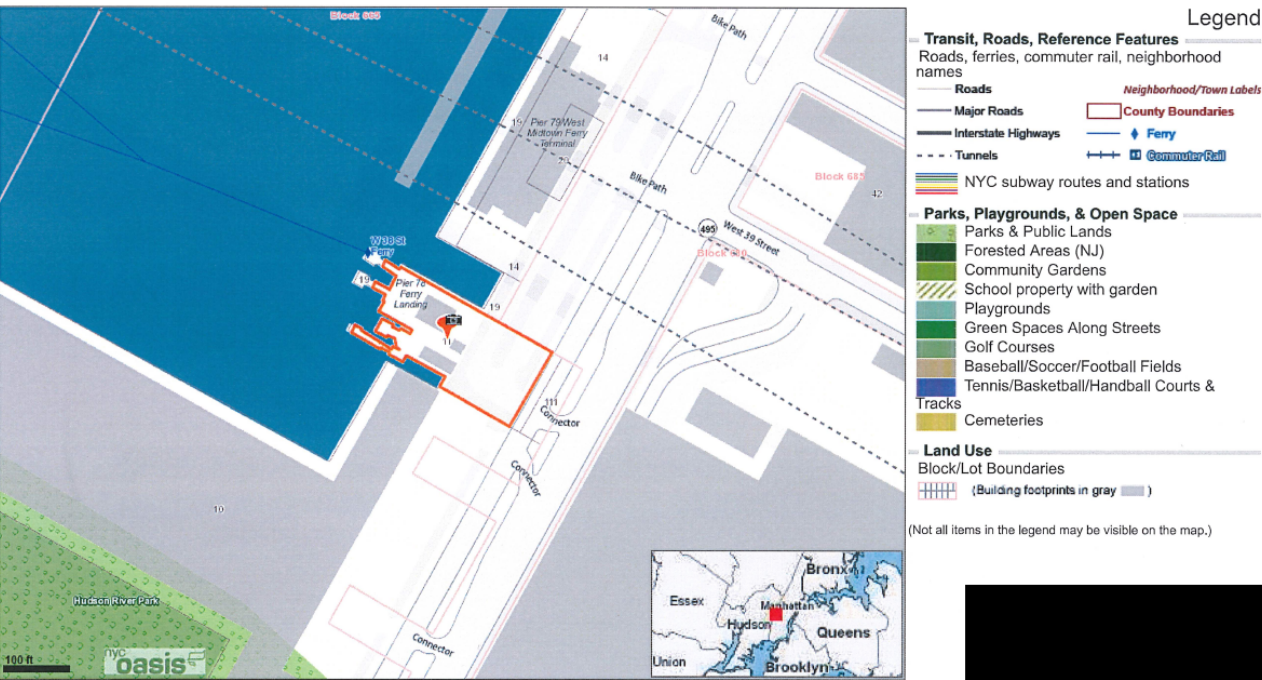 Block 665
Bike Path
14
19
Pier 79/West
Midtown Ferry
Terminal
20
Bike Path
Block 685
42
495
West 39 Street
W 38 St
Ferry
14
19
Pier 78
Ferry
Landing
19
11
111
Connector
Connector
10
Hudson River Park
Connector
100 ft
nyc
oasis
Bronx
Essex
Manhattan
Hudson
Queens
Union
Brooklyn
Legend
Transit, Roads, Reference Features
Roads, ferries, commuter rail, neighborhood
names
Roads
Neighborhood/Town Labels
Major Roads
County Boundaries
Interstate Highways
Ferry
Tunnels
Commuter Rail
NYC subway routes and stations
Parks, Playgrounds, & Open Space
Parks & Public Lands
Forested Areas (NJ)
Community Gardens
School property with garden
Playgrounds
Green Spaces Along Streets
Golf Courses
Baseball/Soccer/Football Fields
Tennis/Basketball/Handball Courts &
Tracks
Cemeteries
Land Use
Block/Lot Boundaries
(Building footprints in gray )
(Not all items in the legend may be visible on the map.)